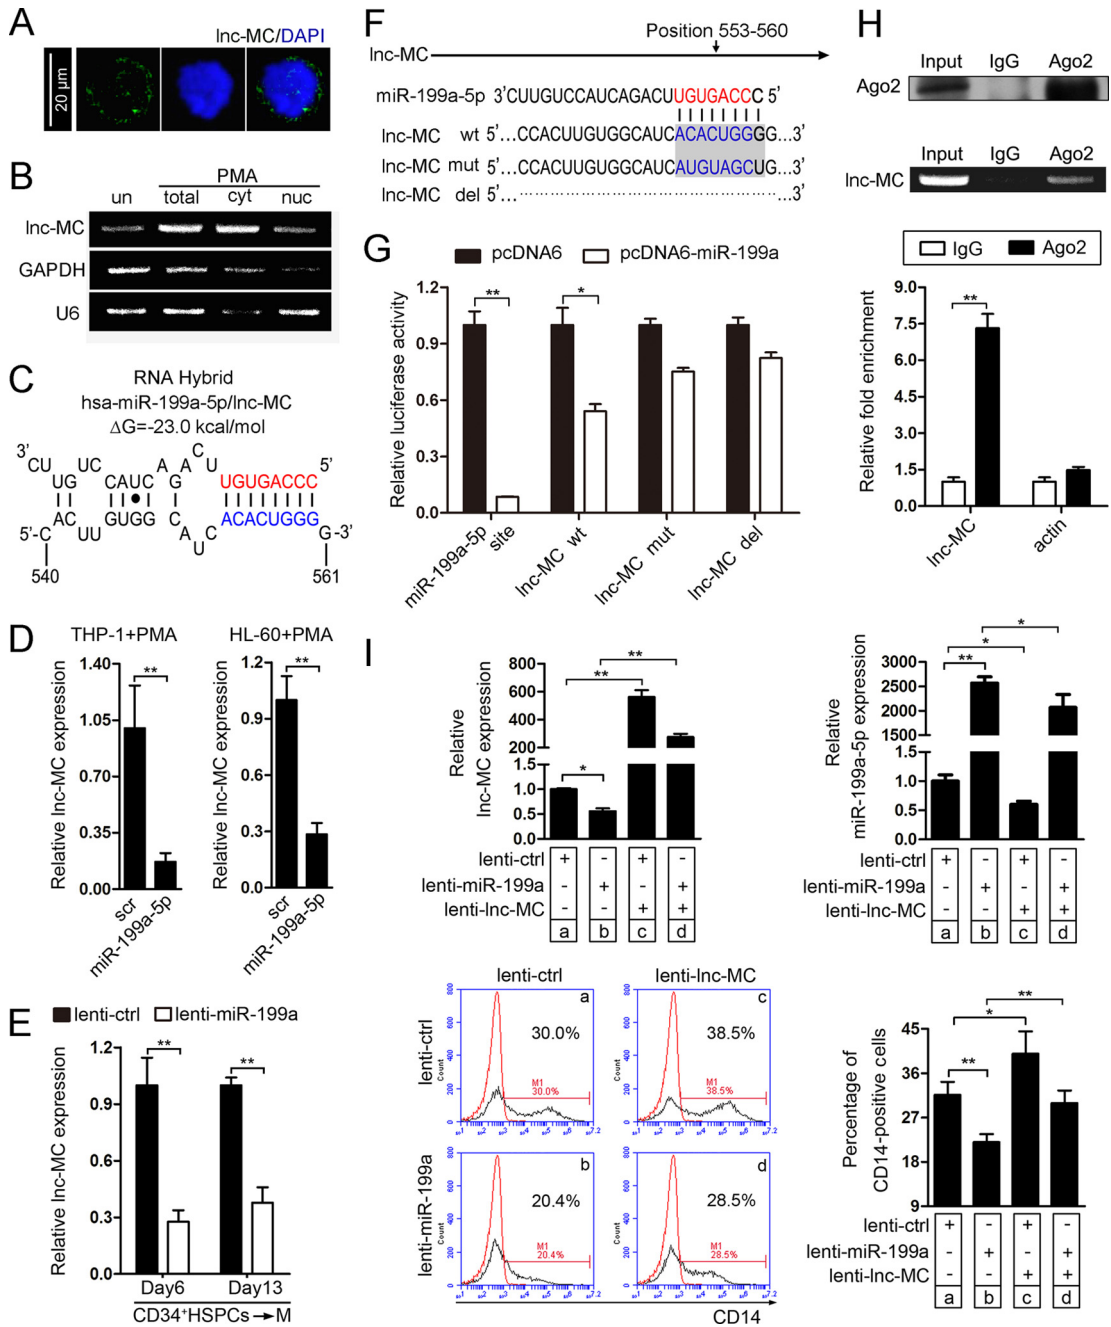 A
lnc-MC/DAPI
20 μm
B
PMA
un total cyt nuc
lnc-MC
GAPDH
U6
C
RNA Hybrid
hsa-miR-199a-5p/lnc-MC
ΔG=-23.0 kcal/mol
3' CU UG UC CAUC AGA CU UGUGACCC 5'
5'-C AC UU GUGG CA CU ACACUGGG G-3'
540 561
D
THP-1+PMA HL-60+PMA
Relative lnc-MC expression
1.40
1.05
0.70
0.35
0.00
**
scr
miR-199a-5p
Relative lnc-MC expression
1.2
0.9
0.6
0.3
0.0
**
scr
miR-199a-5p
E
lenti-ctrl lenti-miR-199a
Relative lnc-MC expression
1.2
1.0
0.6
0.3
0.0
** **
Day6 Day13
CD34+HSPCs → M
F
Position 553-560
lnc-MC
miR-199a-5p 3'CUUGUCCAUCAGACUUGUGACCC 5'
lnc-MC wt 5'...CCACUUGUGGCAUCACACUGGGG...3'
lnc-MC mut 5'...CCACUUGUGGCAUCAUGUAGCUG...3'
lnc-MC del 5'... ...3'
G
pcDNA6 pcDNA6-miR-199a
Relative luciferase activity
1.2
0.9
0.6
0.3
0.0
** *
miR-199a-5p site
lnc-MC wt
lnc-MC mut
lnc-MC del
H
Input IgG Ago2
Ago2
Input IgG Ago2
lnc-MC
IgG Ago2
Relative fold enrichment
9.0
7.5
6.0
4.5
3.0
1.5
0.0
**
lnc-MC
actin
I
Relative
lnc-MC expression
800
600
400
200
1.0
0.5
0.0
**
**
*
lenti-ctrl + - + -
lenti-miR-199a - + - +
lenti-lnc-MC - - + +
a b c d
Relative
miR-199a-5p expression
3000
2500
2000
1500
1.5
1.0
0.5
0.0
*
*
**
lenti-ctrl + - + -
lenti-miR-199a - + - +
lenti-lnc-MC - - + +
a b c d
lenti-ctrl lenti-lnc-MC
lenti-ctrl
a
30.0%
M1
30.0%
c
38.5%
M1
38.5%
lenti-miR-199a
b
20.4%
M1
20.4%
d
28.5%
M1
28.5%
Count
800
600
400
200
0
CD14
Percentage of
CD14-positive cells
45
36
27
18
9
**
*
**
lenti-ctrl + - + -
lenti-miR-199a - + - +
lenti-lnc-MC - - + +
a b c d